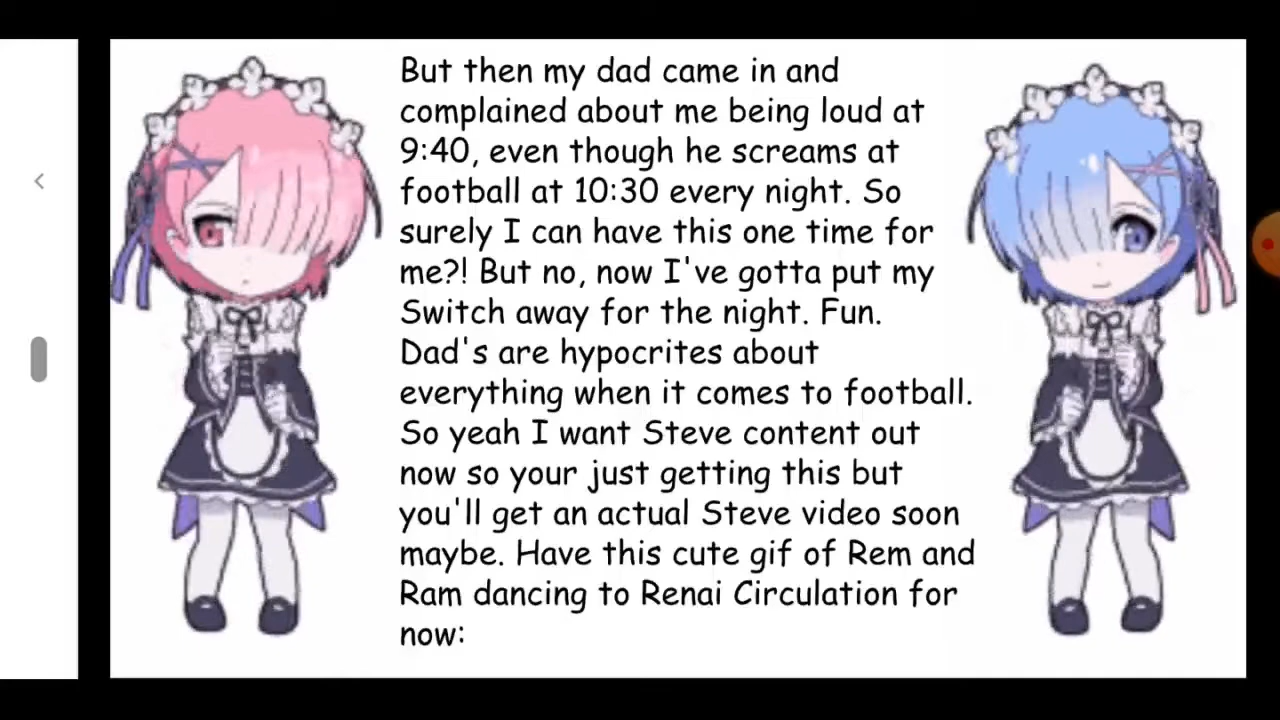 But then my dad came in and
complained about me being loud at
9:40, even though he screams at
football at 10:30 every night. So
surely I can have this one time for
me?! But no, now I've gotta put my
Switch away for the night. Fun.
Dad's are hypocrites about
everything when it comes to football.
So yeah I want Steve content out
now so your just getting this but
you'll get an actual Steve video soon
maybe. Have this cute gif of Rem and
Ram dancing to Renai Circulation for
now: